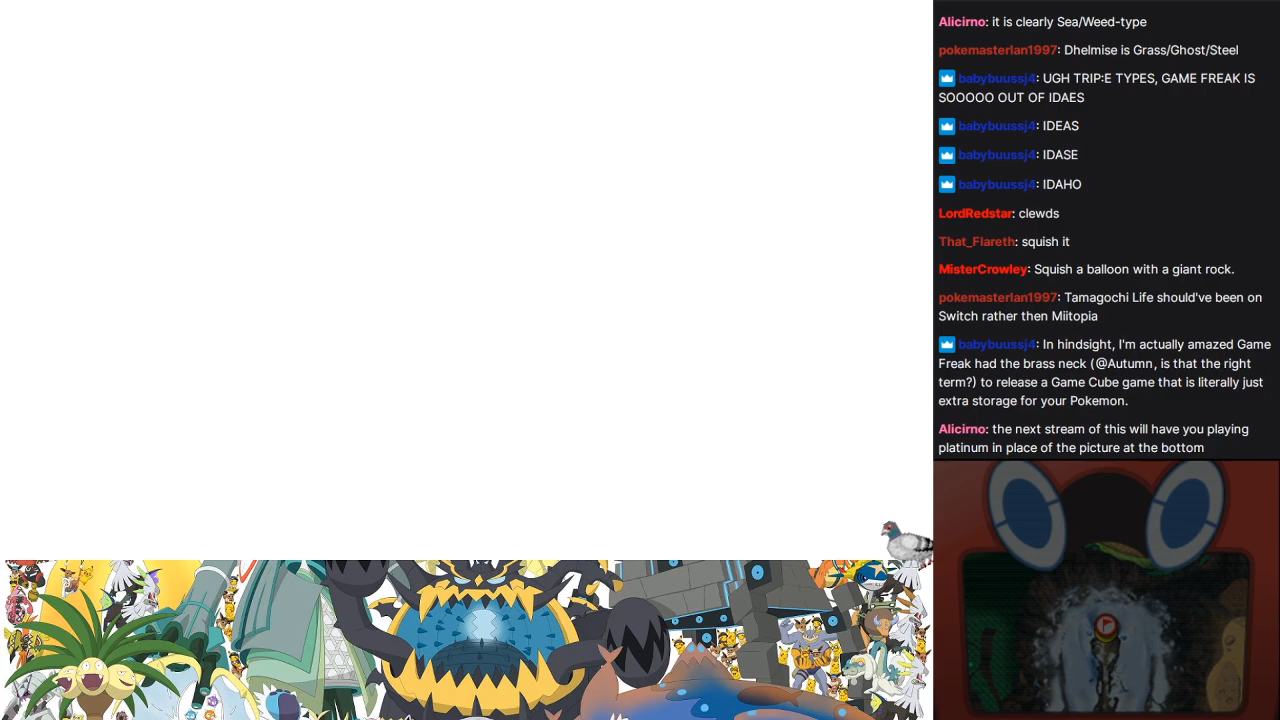 Alicirno: it is clearly Sea/Weed-type
pokemasterlan1997: Dhelmise is Grass/Ghost/Steel
babybuussj4: UGH TRIP:E TYPES, GAME FREAK IS
SOOOOO OUT OF IDAES
babybuussj4: IDEAS
babybuussj4: IDASE
babybuussj4: IDAHO
LordRedstar: clewds
That_Flareth: squish it
MisterCrowley: Squish a balloon with a giant rock.
pokemasterlan1997: Tamagochi Life should've been on
Switch rather then Miitopia
babybuussj4: In hindsight, I'm actually amazed Game
Freak had the brass neck (@Autumn, is that the right
term?) to release a Game Cube game that is literally just
extra storage for your Pokemon.
Alicirno: the next stream of this will have you playing
platinum in place of the picture at the bottom